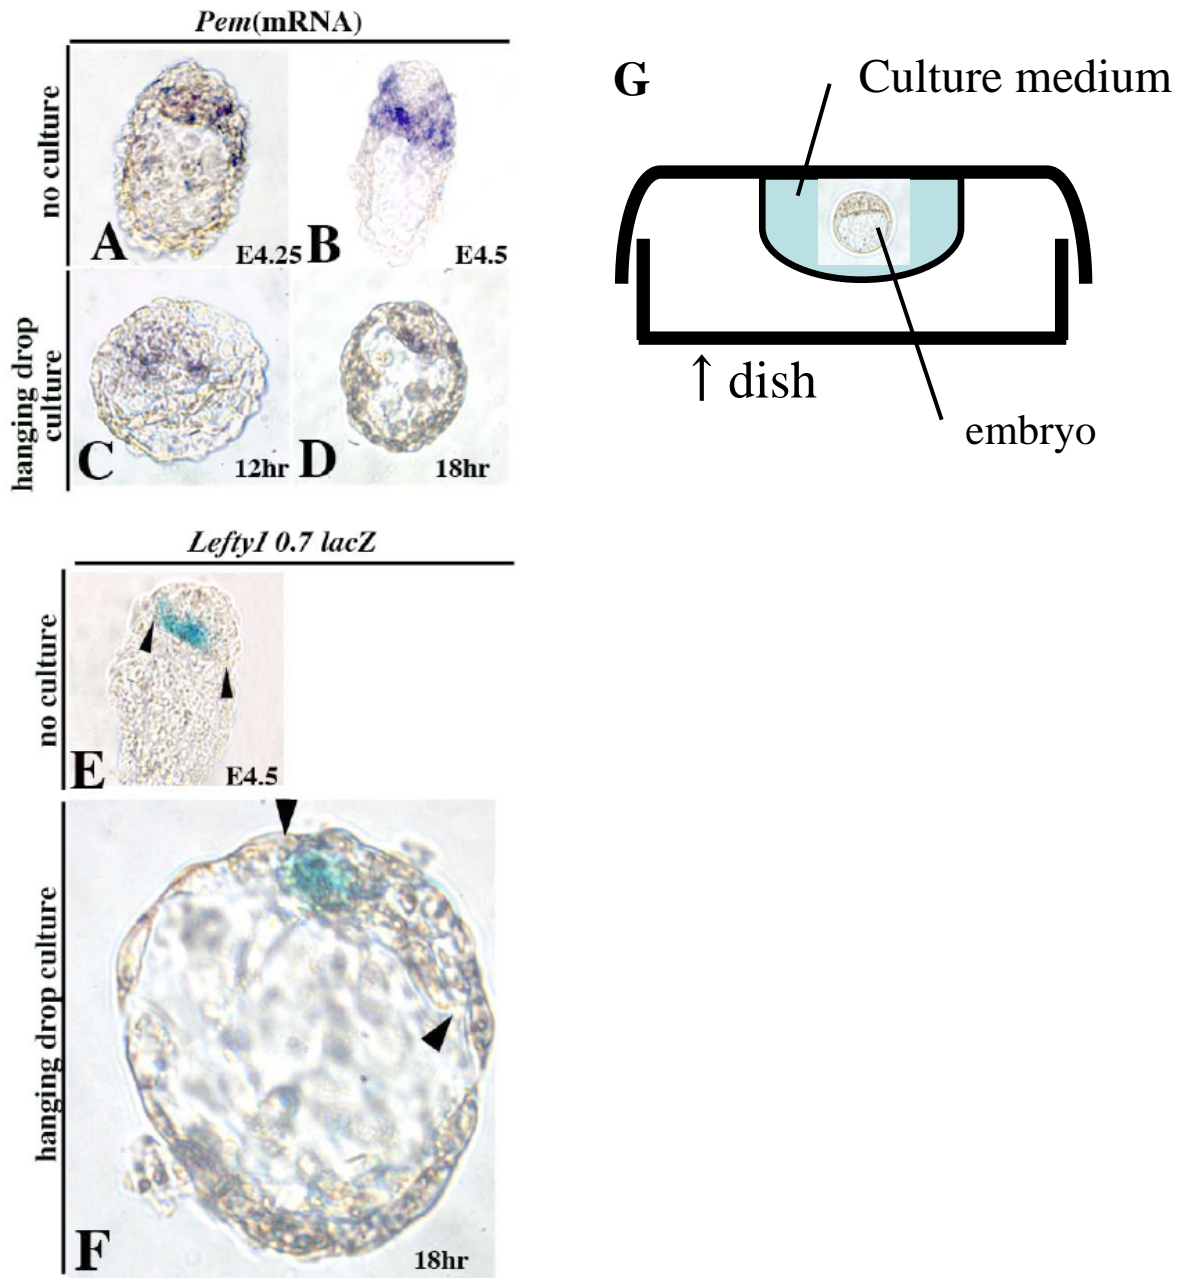 Pem(mRNA)
no culture
A
E4.25
B
E4.5
hanging drop
culture
C
12hr
D
18hr
G
Culture medium
↑ dish
embryo
Lefty1 0.7 lacZ
no culture
E
E4.5
hanging drop culture
F
18hr